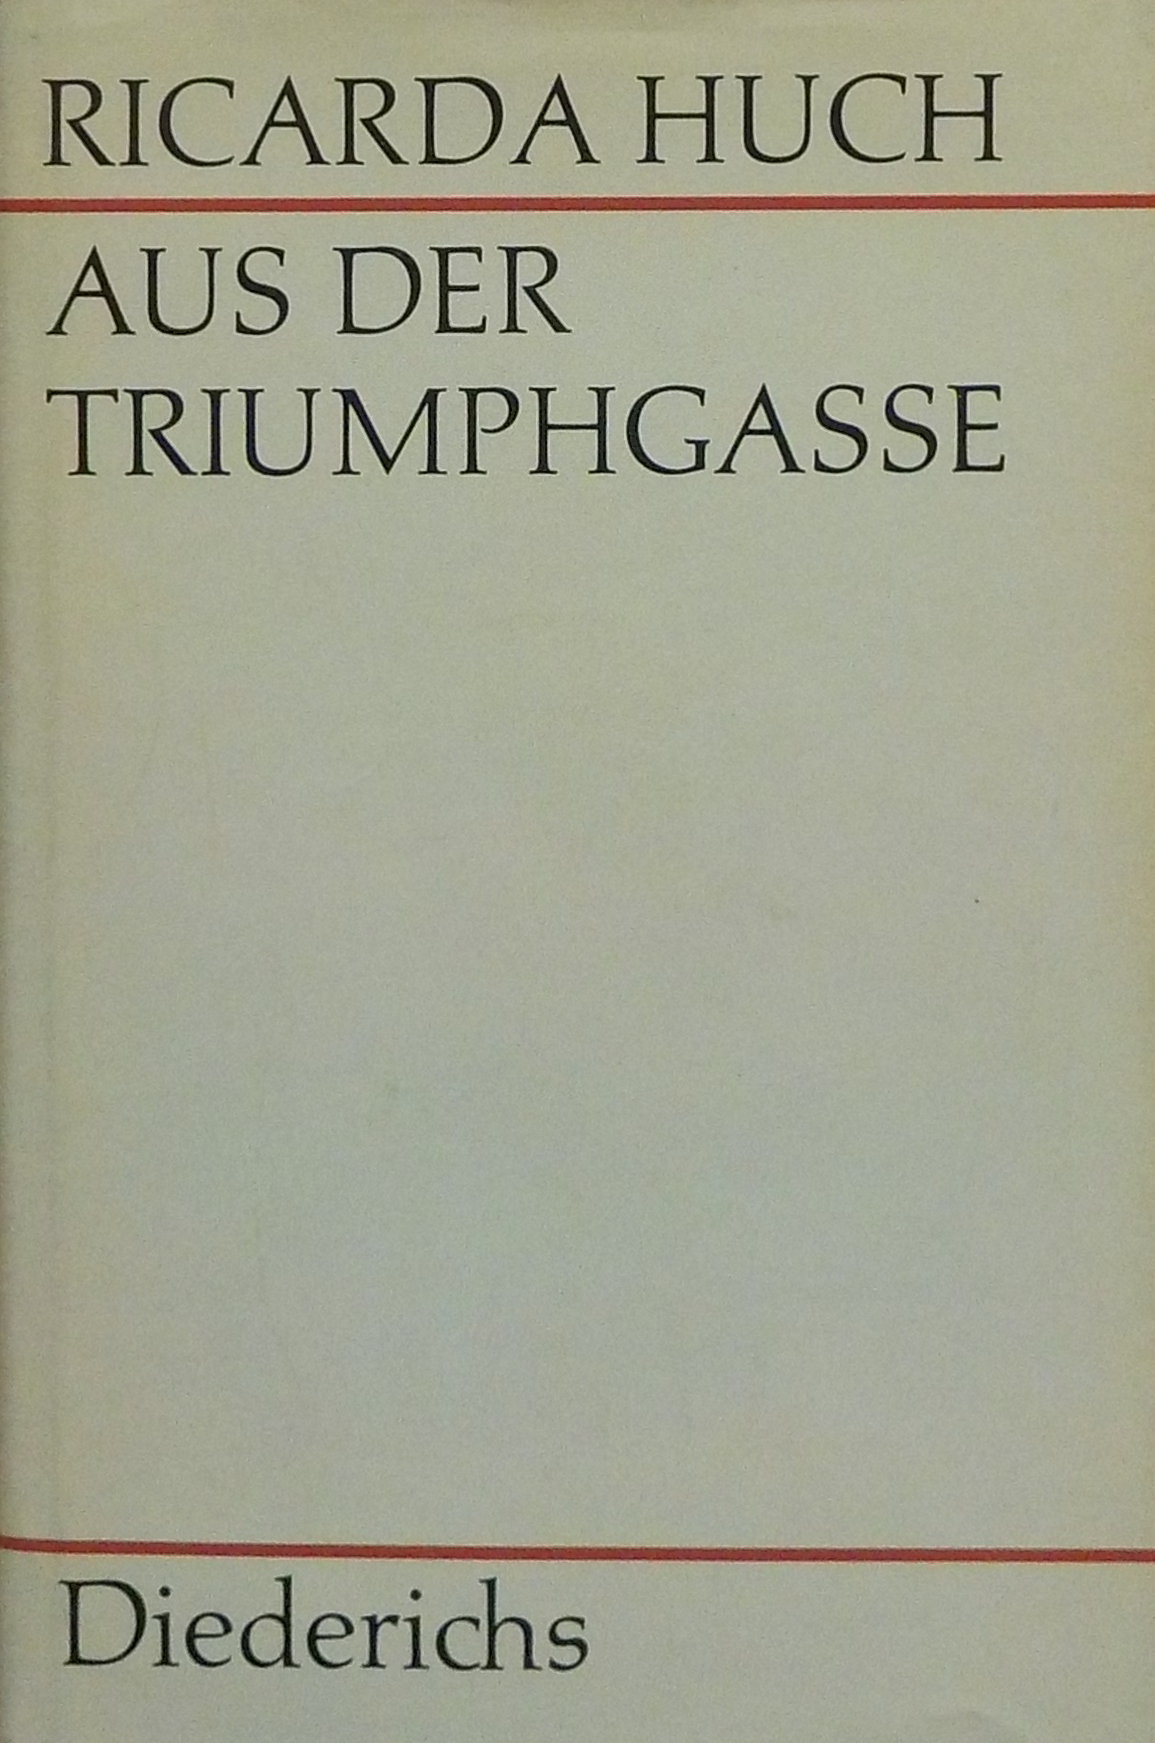 RICARDA HUCH
AUS DER
TRIUMPHGASSE
Diederichs